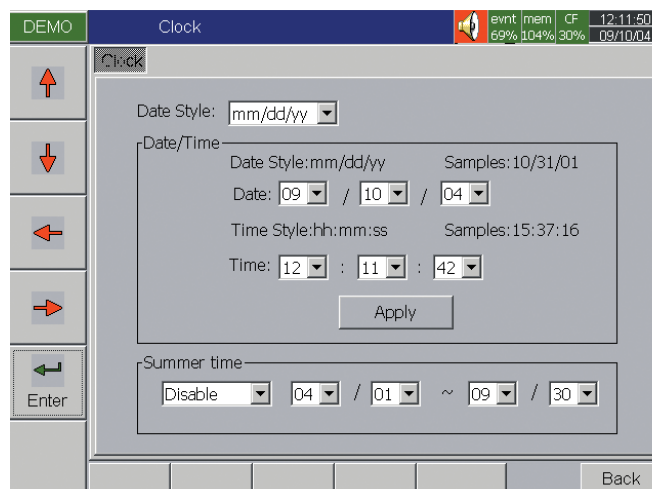 DEMO Clock evnt mem CF 12:11:50
69% 104% 30% 09/10/04
Clock
Date Style: mm/dd/yy
Date/Time
Date Style:mm/dd/yy Samples:10/31/01
Date: 09 / 10 / 04
Time Style:hh:mm:ss Samples:15:37:16
Time: 12 : 11 : 42
Apply
Summer time
Disable 04 / 01 ~ 09 / 30
Enter
Back